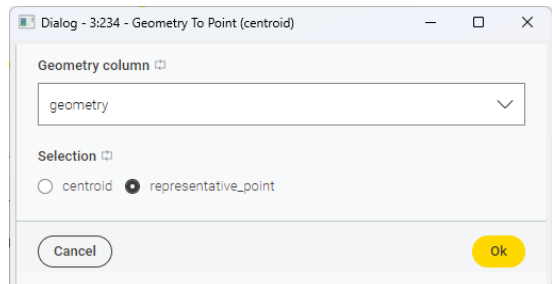 Dialog - 3:234 - Geometry To Point (centroid)
Geometry column
geometry
Selection
centroid representative_point
Cancel Ok